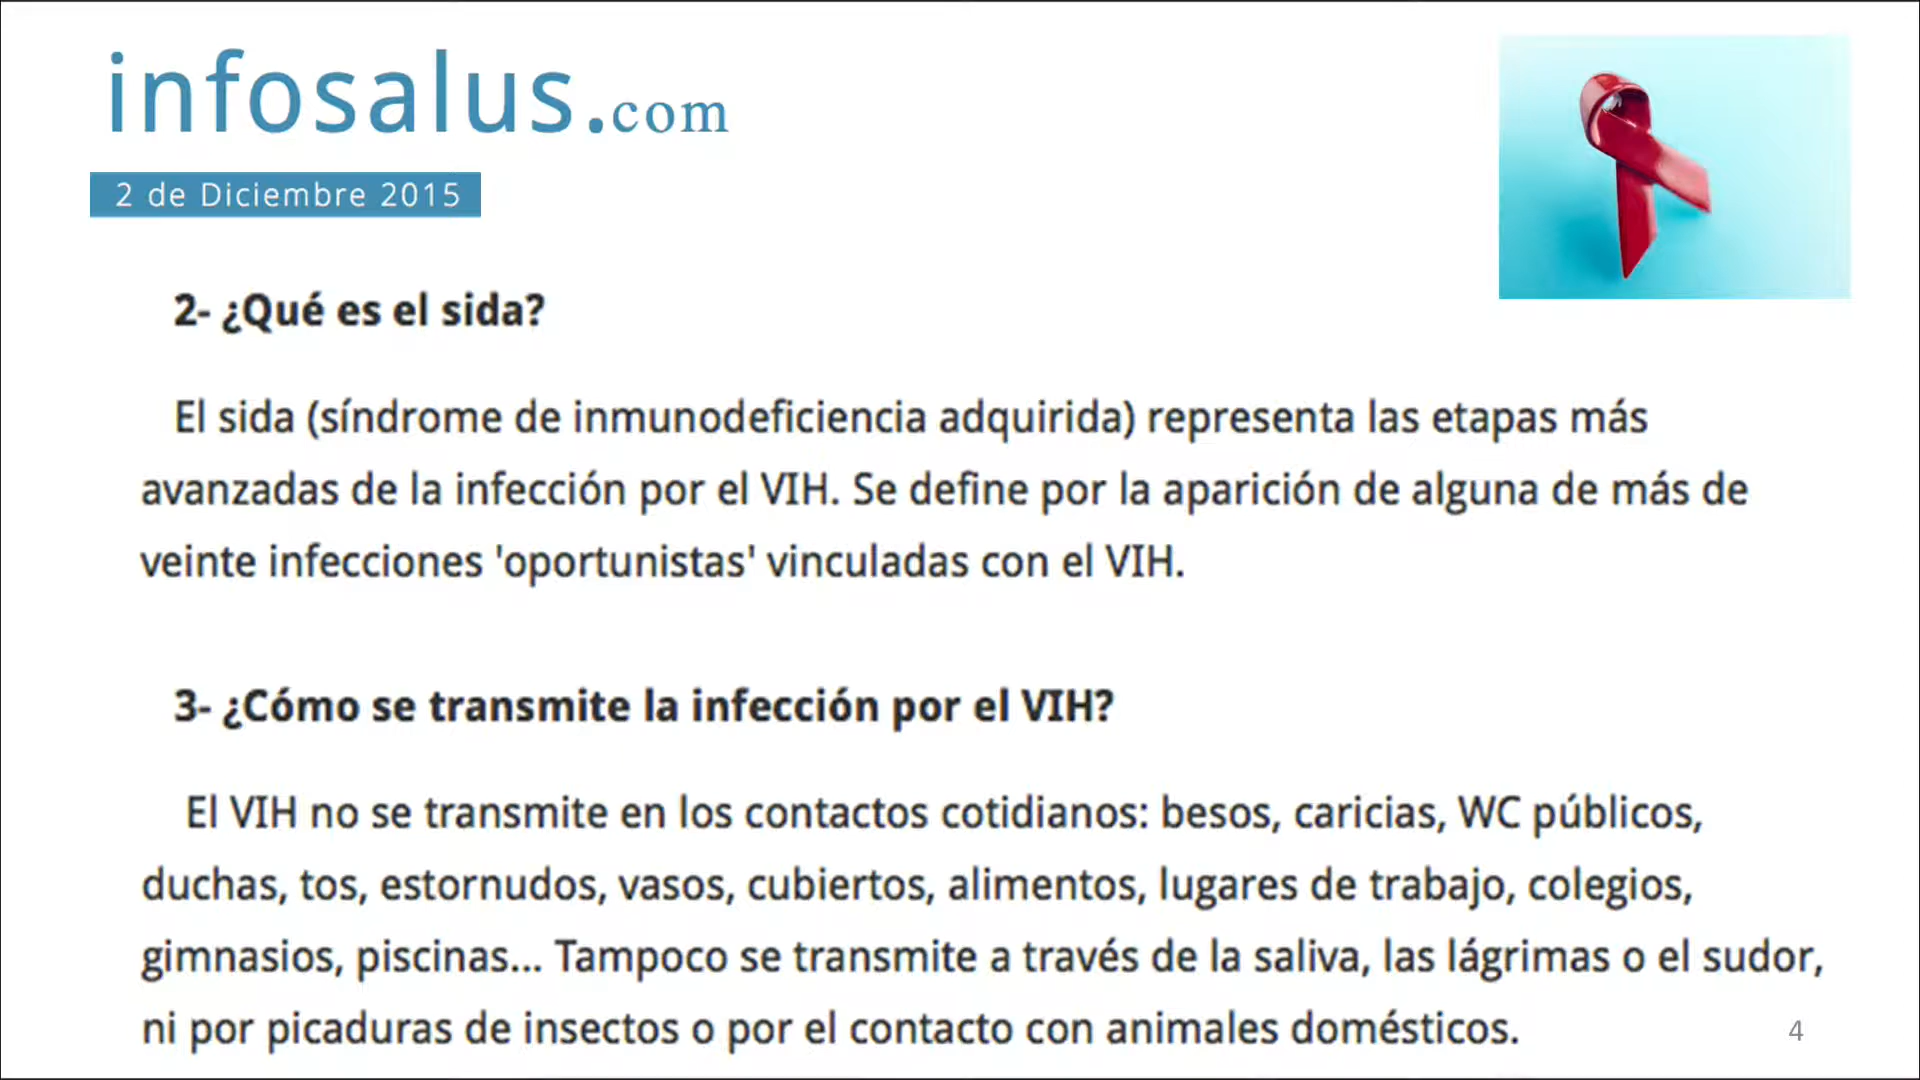 infosalus.com
2 de Diciembre 2015
2- ¿Qué es el sida?
El sida (síndrome de inmunodeficiencia adquirida) representa las etapas más
avanzadas de la infección por el VIH. Se define por la aparición de alguna de más de
veinte infecciones 'oportunistas' vinculadas con el VIH.
3- ¿Cómo se transmite la infección por el VIH?
El VIH no se transmite en los contactos cotidianos: besos, caricias, WC públicos,
duchas, tos, estornudos, vasos, cubiertos, alimentos, lugares de trabajo, colegios,
gimnasios, piscinas... Tampoco se transmite a través de la saliva, las lágrimas o el sudor,
ni por picaduras de insectos o por el contacto con animales domésticos.
4